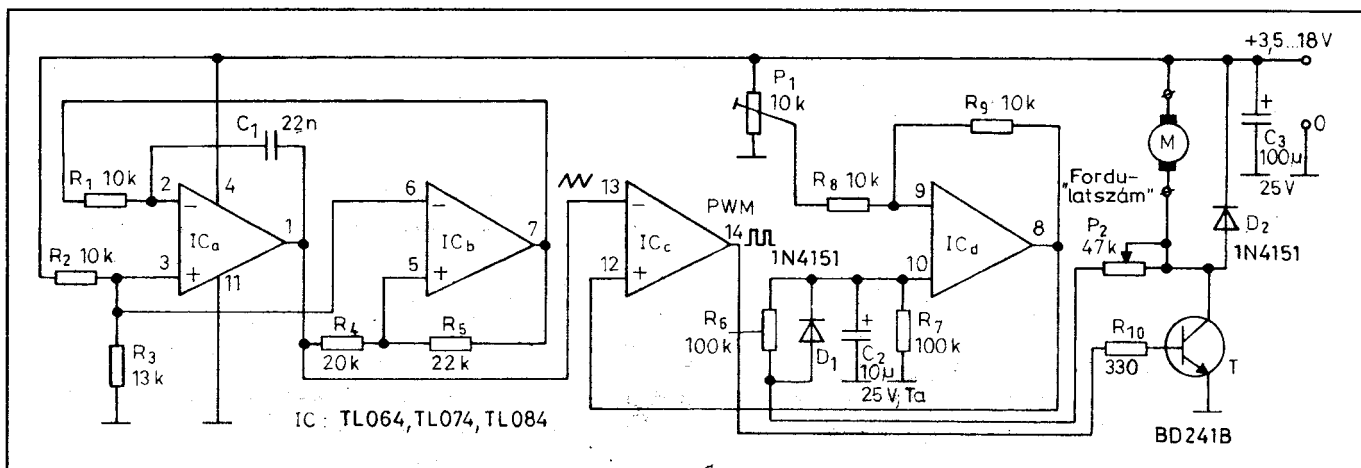 +3,5...18 V
P1
10k
R9 10k
C1 22n
R1 10k
2
4
1
ICa
3
+
11
R2 10k
R3
13k
6
7
ICb
5
+
R4
20k
R5
22k
13
PWM
14
ICc
12
+
R8 10k
9
8
ICd
10
+
1N4151
R6
100k
D1
+
C2
10µ
25V, Ta
R7
100k
M
"Fordu-
latszám"
P2
47k
D2
1N4151
+
C3
100µ
25 V
0
R10
330
T
BD241B
IC : TL064, TL074, TL084